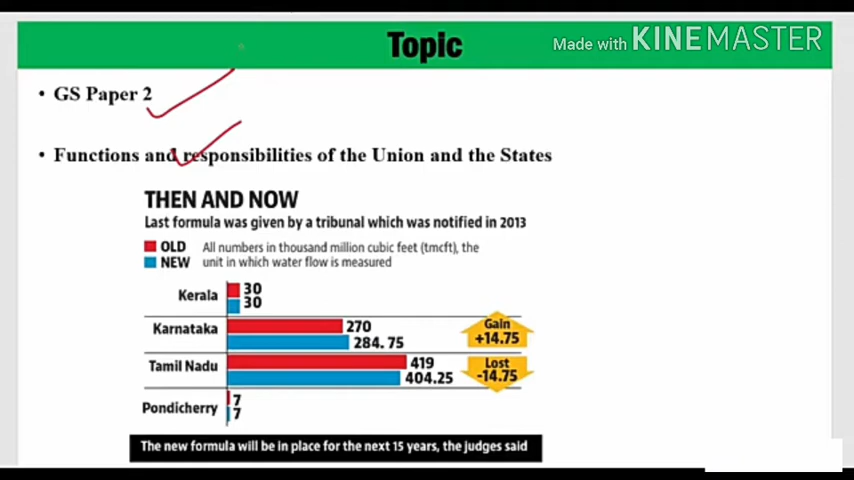 Topic
Made with KINEMASTER
• GS Paper 2
• Functions and responsibilities of the Union and the States
THEN AND NOW
Last formula was given by a tribunal which was notified in 2013
OLD All numbers in thousand million cubic feet (tmcft), the
NEW unit in which water flow is measured
Kerala 30
30
Karnataka 270
284.75
Gain
+14.75
Tamil Nadu 419
404.25
Lost
-14.75
Pondicherry 7
7
The new formula will be in place for the next 15 years, the judges said